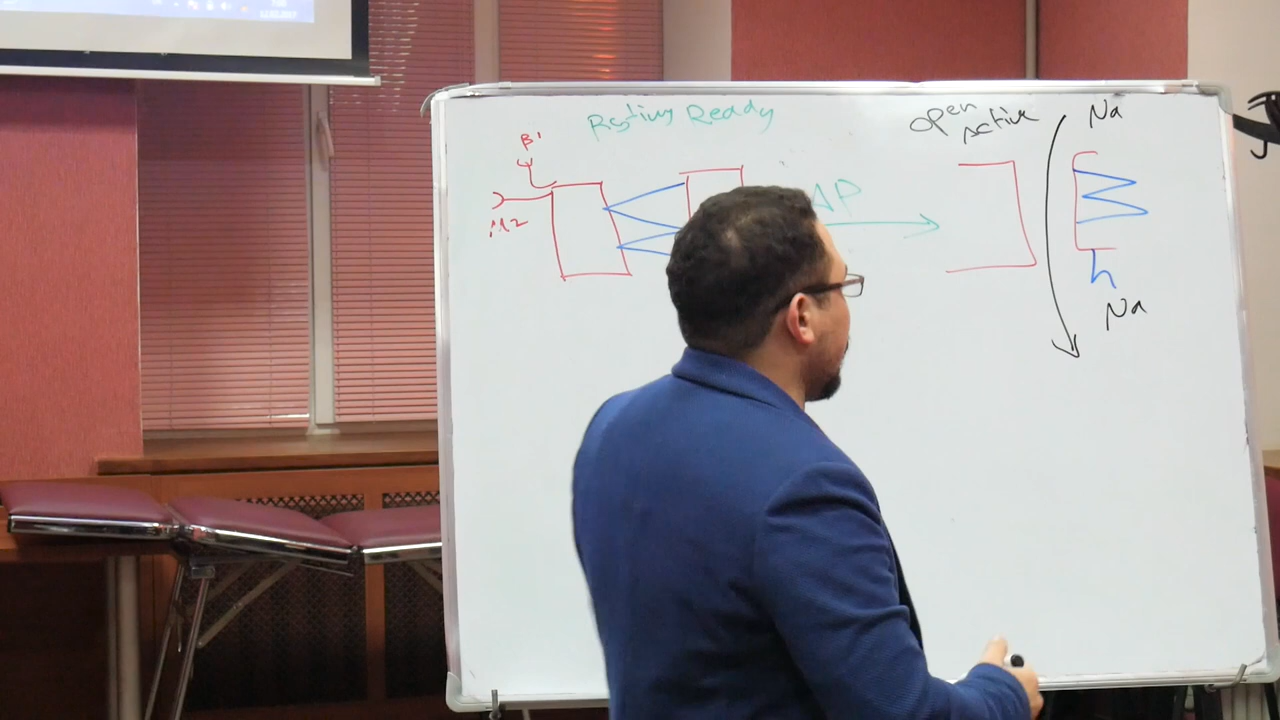 Resting Ready
Open
Active
Na
B1
M2
AP
h
Na